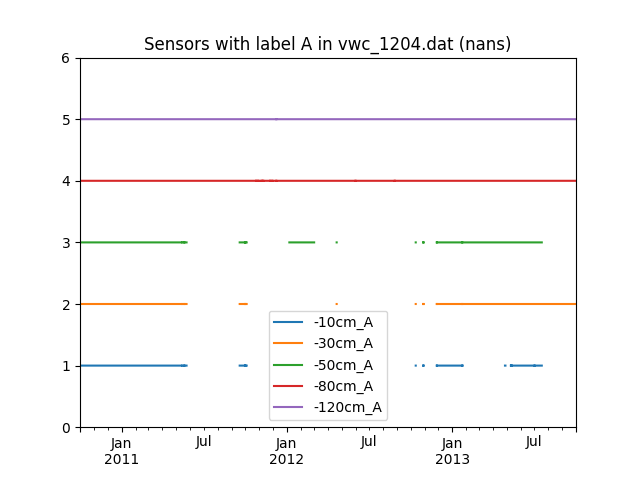 Sensors with label A in vwc_1204.dat (nans)
6
5
4
3
2
1
0
-10cm_A
-30cm_A
-50cm_A
-80cm_A
-120cm_A
Jan Jul Jan Jul Jan Jul
2011 2012 2013